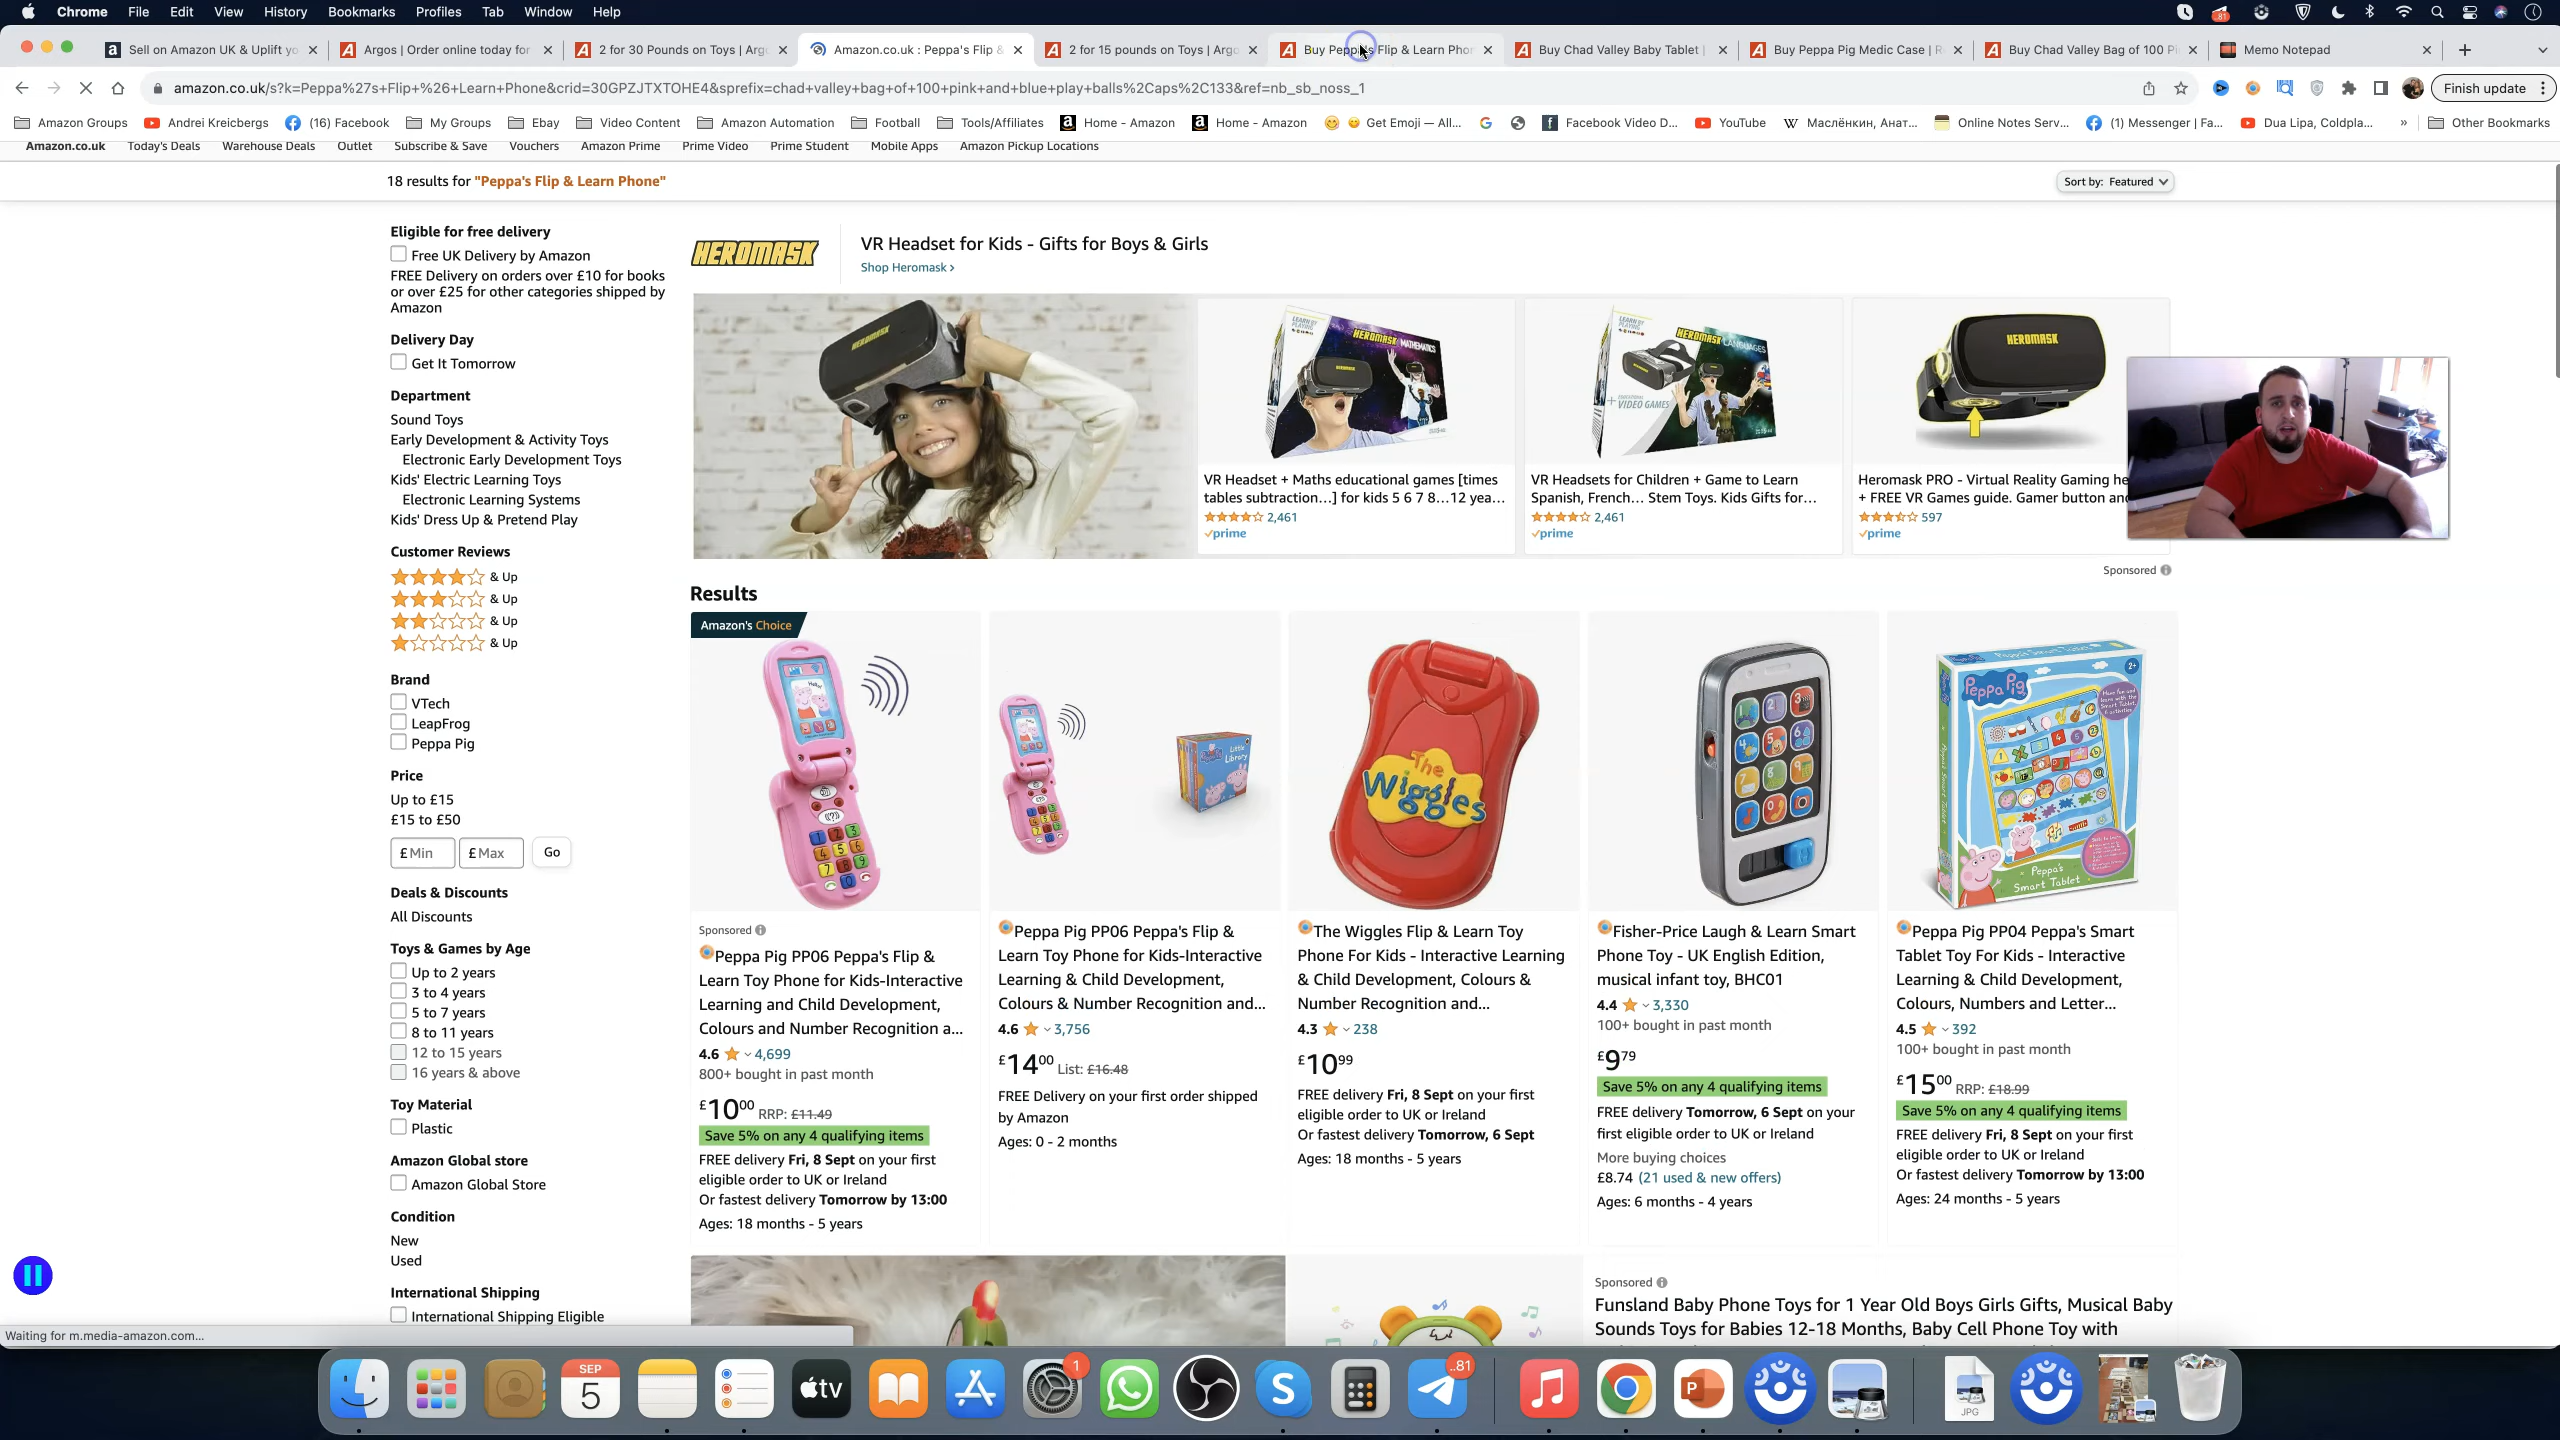 Chrome File Edit View History Bookmarks Profiles Tab Window Help
Sell on Amazon UK & Uplift yo
Argos | Order online today for
2 for 30 Pounds on Toys | Argo
Amazon.co.uk : Peppa's Flip &
2 for 15 pounds on Toys | Argo
Buy Chad Valley Baby Tablet |
Buy Peppa Pig Medic Case | R
Buy Chad Valley Bag of 100 Pi
Memo Notepad
amazon.co.uk/s?k=Peppa%27s+Flip+%26+Learn+Phone&crid=30GPZJTXTOHE4&sprefix=chad+valley+bag+of+100+pink+and+blue+play+balls%2Caps%2C133&ref=nb_sb_noss_1
Finish update
Amazon Groups
Andrei Kreicbergs
(16) Facebook
My Groups
Ebay
Video Content
Amazon Automation
Football
Tools/Affiliates
Home - Amazon
Home - Amazon
Get Emoji — All...
Facebook Video D...
YouTube
Маслёнкин, Анат...
Online Notes Serv...
(1) Messenger | Fa...
Dua Lipa, Coldpla...
» Other Bookmarks
Amazon.co.uk Today's Deals Warehouse Deals Outlet Subscribe & Save Vouchers Amazon Prime Prime Video Prime Student Mobile Apps Amazon Pickup Locations
18 results for "Peppa's Flip & Learn Phone"
Sort by: Featured
Eligible for free delivery
Free UK Delivery by Amazon
FREE Delivery on orders over £10 for books
or over £25 for other categories shipped by
Amazon
Delivery Day
Get It Tomorrow
Department
Sound Toys
Early Development & Activity Toys
Electronic Early Development Toys
Kids' Electric Learning Toys
Electronic Learning Systems
Kids' Dress Up & Pretend Play
Customer Reviews
& Up
& Up
& Up
& Up
Brand
VTech
LeapFrog
Peppa Pig
Price
Up to £15
£15 to £50
£ Min
£ Max
Go
Deals & Discounts
All Discounts
Toys & Games by Age
Up to 2 years
3 to 4 years
5 to 7 years
8 to 11 years
12 to 15 years
16 years & above
Toy Material
Plastic
Amazon Global store
Amazon Global Store
Condition
New
Used
International Shipping
International Shipping Eligible
HEROMASK
VR Headset for Kids - Gifts for Boys & Girls
Shop Heromask ›
VR Headset + Maths educational games [times
tables subtraction...] for kids 5 6 7 8...12 yea...
2,461
prime
VR Headsets for Children + Game to Learn
Spanish, French... Stem Toys. Kids Gifts for...
2,461
prime
HEROMASK
Heromask PRO - Virtual Reality Gaming he
+ FREE VR Games guide. Gamer button and
597
prime
Sponsored
Results
Amazon's Choice
Sponsored
Peppa Pig PP06 Peppa's Flip &
Learn Toy Phone for Kids-Interactive
Learning and Child Development,
Colours and Number Recognition a...
4.6 4,699
800+ bought in past month
£10 00 RRP: £11.49
Save 5% on any 4 qualifying items
FREE delivery Fri, 8 Sept on your first
eligible order to UK or Ireland
Or fastest delivery Tomorrow by 13:00
Ages: 18 months - 5 years
Peppa Pig PP06 Peppa's Flip &
Learn Toy Phone for Kids-Interactive
Learning & Child Development,
Colours & Number Recognition and...
4.6 3,756
£14 00 List: £16.48
FREE Delivery on your first order shipped
by Amazon
Ages: 0 - 2 months
The Wiggles
The Wiggles Flip & Learn Toy
Phone For Kids - Interactive Learning
& Child Development, Colours &
Number Recognition and...
4.3 238
£10 99
FREE delivery Fri, 8 Sept on your first
eligible order to UK or Ireland
Or fastest delivery Tomorrow, 6 Sept
Ages: 18 months - 5 years
Fisher-Price Laugh & Learn Smart
Phone Toy - UK English Edition,
musical infant toy, BHC01
4.4 3,330
100+ bought in past month
£9 79
Save 5% on any 4 qualifying items
FREE delivery Tomorrow, 6 Sept on your
first eligible order to UK or Ireland
More buying choices
£8.74 (21 used & new offers)
Ages: 6 months - 4 years
Peppa Pig
Peppa's
Smart Tablet
Peppa Pig PP04 Peppa's Smart
Tablet Toy For Kids - Interactive
Learning & Child Development,
Colours, Numbers and Letter...
4.5 392
100+ bought in past month
£15 00 RRP: £18.99
Save 5% on any 4 qualifying items
FREE delivery Fri, 8 Sept on your first
eligible order to UK or Ireland
Or fastest delivery Tomorrow by 13:00
Ages: 24 months - 5 years
Sponsored
Funsland Baby Phone Toys for 1 Year Old Boys Girls Gifts, Musical Baby
Sounds Toys for Babies 12-18 Months, Baby Cell Phone Toy with
Waiting for m.media-amazon.com...
SEP
5
tv
1
..81
JPG